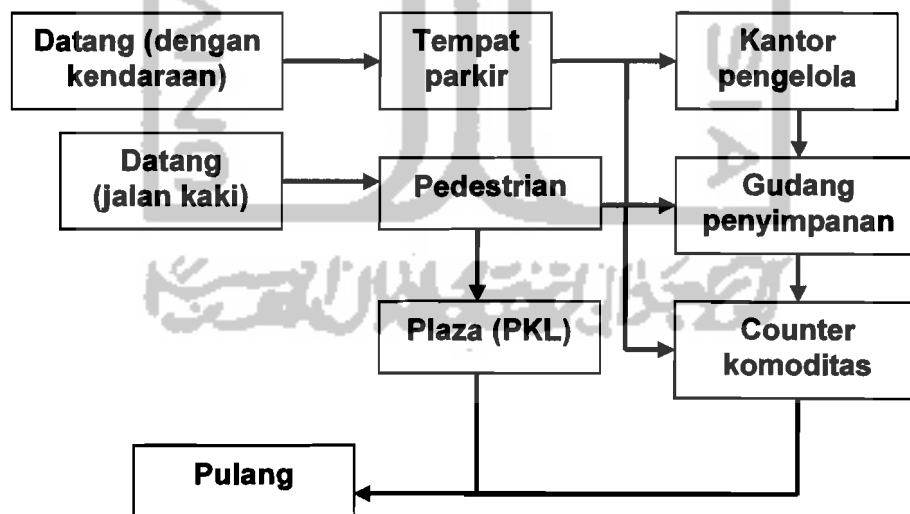 Datang (dengan
kendaraan)
Tempat
parkir
Kantor
pengelola
Datang
(jalan kaki)
Pedestrian
Gudang
penyimpanan
Plaza (PKL)
Counter
komoditas
Pulang